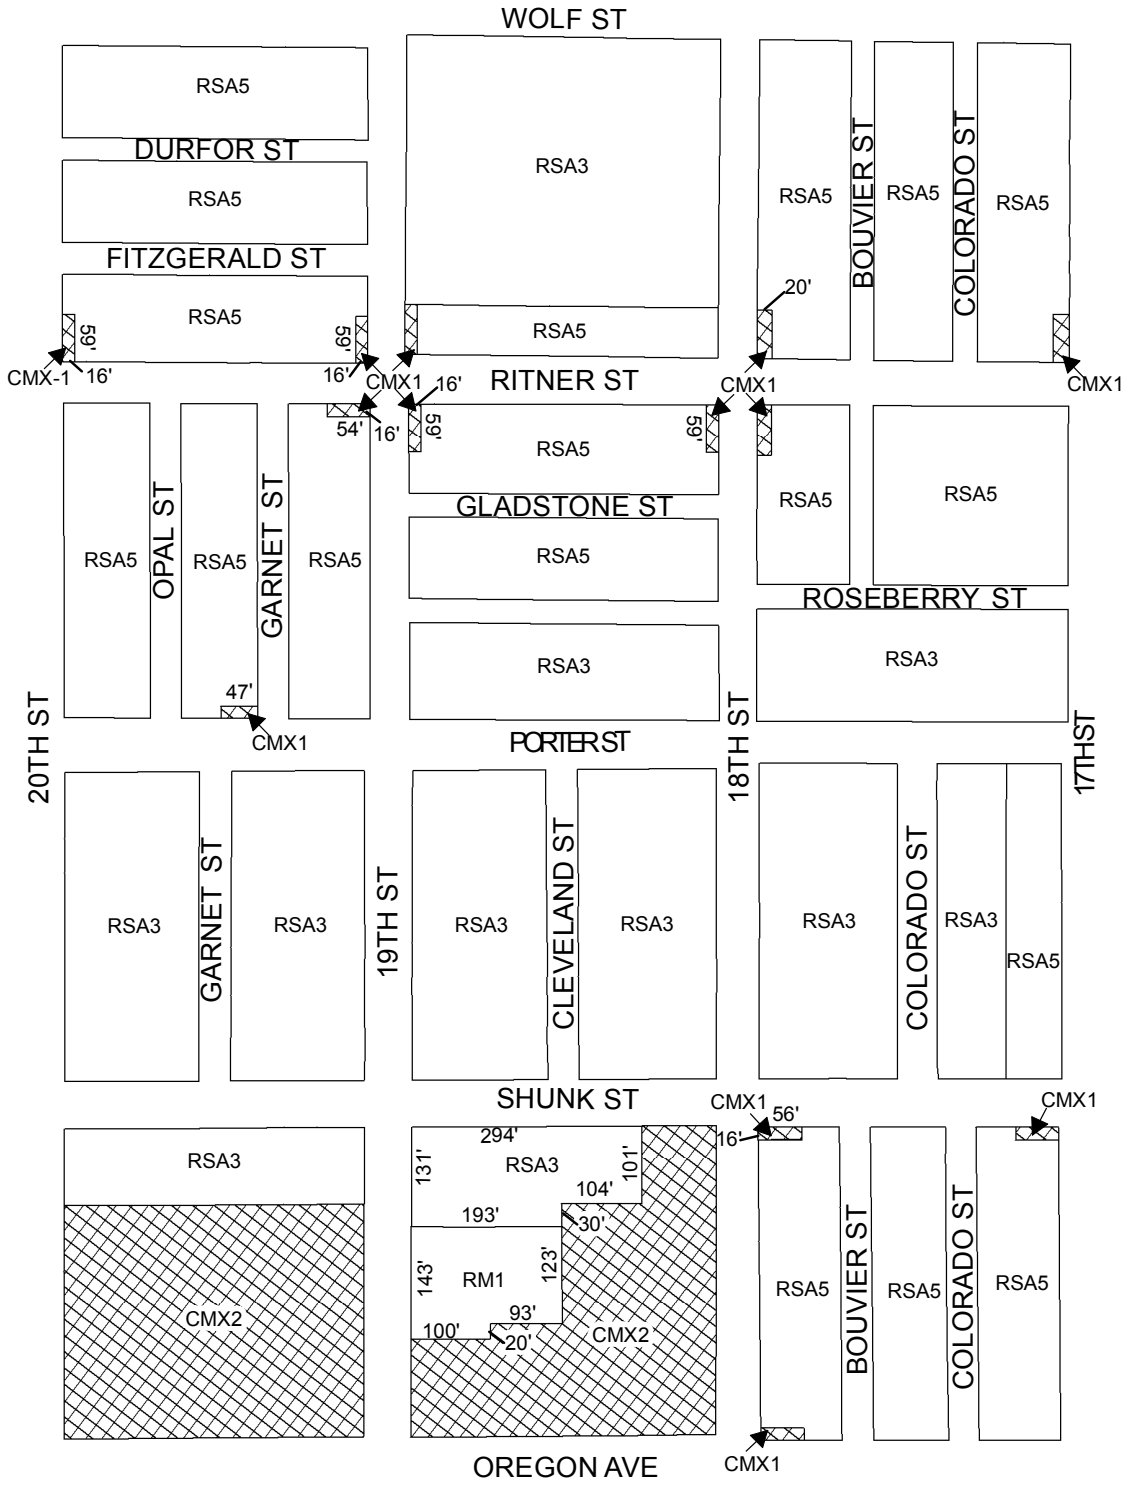 WOLF ST
RSA5
DURFOR ST
RSA5
FITZGERALD ST
RSA5
59'
59'
CMX-1
16'
16'
CMX1
RSA3
RSA5
RITNER ST
RSA5
BOUVIER ST
RSA5
COLORADO ST
RSA5
20'
CMX1
CMX1
16'
54'
16'
59'
59'
RSA5
GLADSTONE ST
RSA5
RSA3
RSA5
OPAL ST
RSA5
GARNET ST
RSA5
47'
CMX1
RSA5
RSA5
ROSEBERRY ST
RSA3
20TH ST
PORTER ST
18TH ST
17TH ST
RSA3
GARNET ST
RSA3
19TH ST
RSA3
CLEVELAND ST
RSA3
RSA3
COLORADO ST
RSA3
RSA5
SHUNK ST
RSA3
CMX2
294'
131'
RSA3
101'
104'
193'
30'
143'
RM1
123'
93'
100'
20'
CMX2
CMX1
56'
16'
CMX1
RSA5
BOUVIER ST
RSA5
COLORADO ST
RSA5
CMX1
OREGON AVE